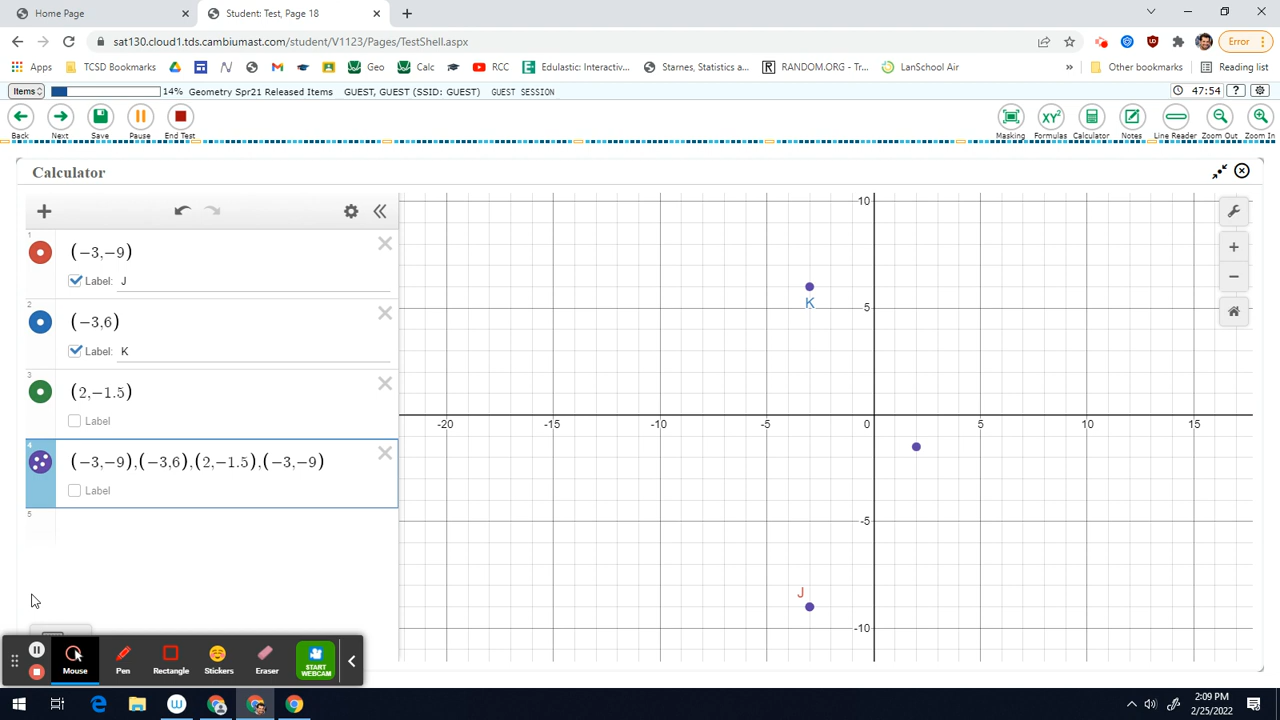 Home Page
Student: Test, Page 18
sat130.cloud1.tds.cambiumast.com/student/V1123/Pages/TestShell.aspx
Error
Apps TCSD Bookmarks Geo Calc RCC Edulastic: Interactiv... Starnes, Statistics a... RANDOM.ORG - Tr... LanSchool Air » Other bookmarks Reading list
Items 14% Geometry Spr21 Released Items GUEST, GUEST (SSID: GUEST) GUEST SESSION 47:54 ?
Back Next Save Pause End Test Masking Formulas Calculator Notes Line Reader Zoom Out Zoom In
Calculator
1
(−3,−9)
Label: J
2
(−3,6)
Label: K
3
(2,−1.5)
Label
4
(−3,−9),(−3,6),(2,−1.5),(−3,−9)
Label
5
10
K
5
-20 -15 -10 -5 0 5 10 15
-5
J
-10
Mouse Pen Rectangle Stickers Eraser START WEBCAM
2:09 PM
2/25/2022